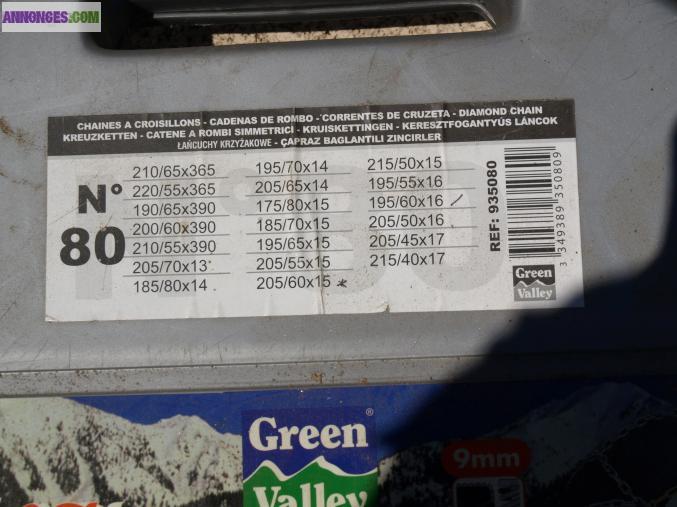 ANNONCES.COM
CHAINES A CROISILLONS - CADENAS DE ROMBO - CORRENTES DE CRUZETA - DIAMOND CHAIN
KREUZKETTEN - CATENE A ROMBI SIMMETRICI - KRUISKETTINGEN - KERESZTFOGANTYÚS LÁNCOK
ŁAŃCUCHY KRZYŻAKOWE - ÇAPRAZ BAGLANTILI ZINCIRLER
N° 80
210/65x365
220/55x365
190/65x390
200/60x390
210/55x390
205/70x13
185/80x14
195/70x14
205/65x14
175/80x15
185/70x15
195/65x15
205/55x15
205/60x15
215/50x15
195/55x16
195/60x16
205/50x16
205/45x17
215/40x17
REF: 935080
3 349389 350809
Green
Valley
Green
Valley
9mm